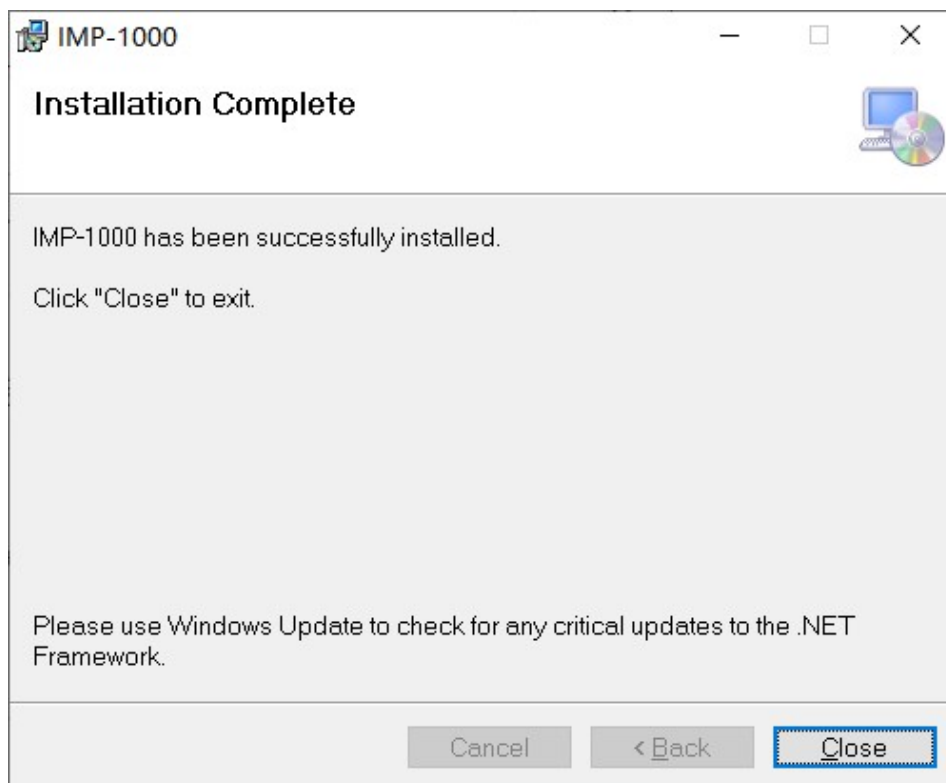 IMP-1000
Installation Complete
IMP-1000 has been successfully installed.
Click "Close" to exit.
Please use Windows Update to check for any critical updates to the .NET
Framework.
Cancel
< Back
Close